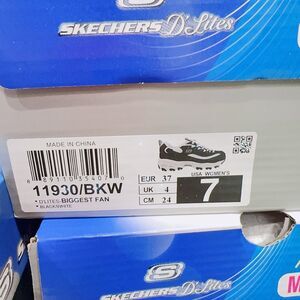 SKECHERS D'Lites
MADE IN CHINA
11930/BKW
• D'LITES-BIGGEST FAN
• BLACK/WHITE
EUR 37
UK 4
CM 24
USA WOMEN'S
7
SKECHERS D'Lites
M